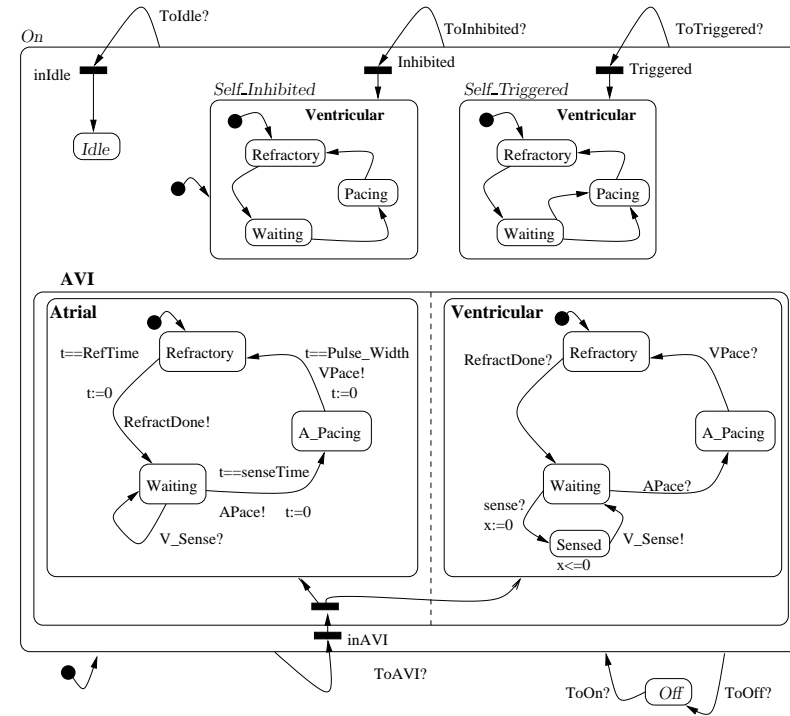 ToIdle?
ToInhibited?
ToTriggered?
On
inIdle
Inhibited
Triggered
Self_Inhibited
Self_Triggered
Ventricular
Ventricular
Idle
Refractory
Refractory
Pacing
Pacing
Waiting
Waiting
AVI
Atrial
Ventricular
t==RefTime
Refractory
t==Pulse_Width
VPace!
t:=0
t:=0
RefractDone!
A_Pacing
t==senseTime
Waiting
APace!
t:=0
V_Sense?
RefractDone?
Refractory
VPace?
A_Pacing
Waiting
APace?
sense?
x:=0
Sensed
V_Sense!
x<=0
inAVI
ToAVI?
ToOn?
Off
ToOff?